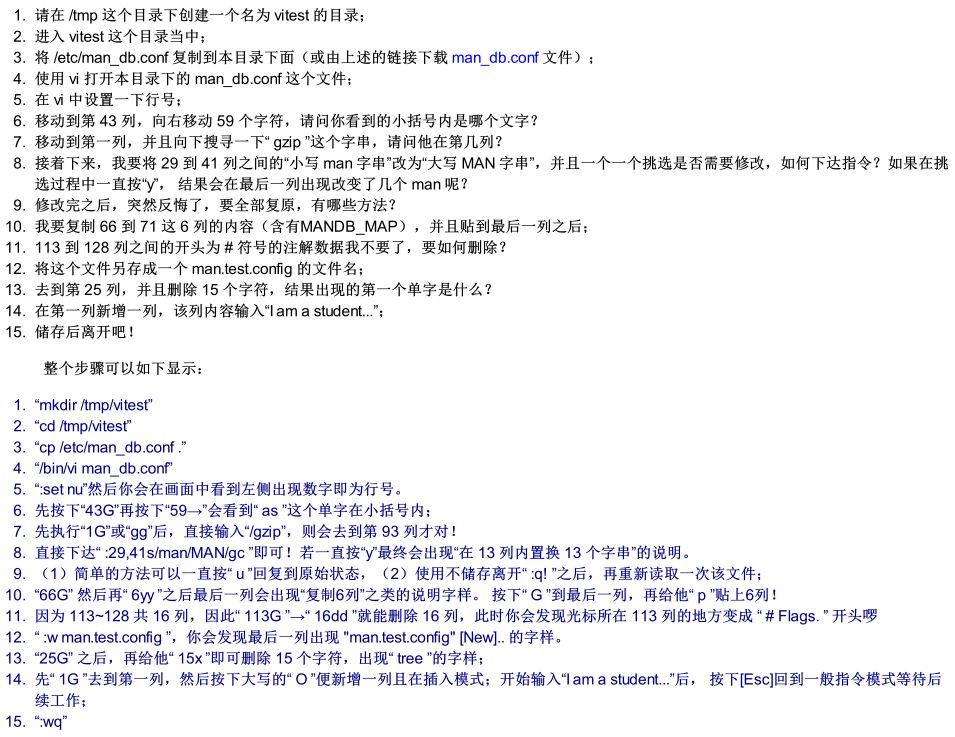 1. 请在 /tmp 这个目录下创建一个名为 vitest 的目录；
2. 进入 vitest 这个目录当中；
3. 将 /etc/man_db.conf 复制到本目录下面（或由上述的链接下载 man_db.conf 文件）；
4. 使用 vi 打开本目录下的 man_db.conf 这个文件；
5. 在 vi 中设置一下行号；
6. 移动到第 43 列，向右移动 59 个字符，请问你看到的小括号内是哪个文字？
7. 移动到第一列，并且向下搜寻一下“ gzip ”这个字串，请问他在第几列？
8. 接着下来，我要将 29 到 41 列之间的“小写 man 字串”改为“大写 MAN 字串”，并且一个一个挑选是否需要修改，如何下达指令？如果在挑
选过程中一直按“y”， 结果会在最后一列出现改变了几个 man 呢？
9. 修改完之后，突然反悔了，要全部复原，有哪些方法？
10. 我要复制 66 到 71 这 6 列的内容（含有MANDB_MAP），并且贴到最后一列之后；
11. 113 到 128 列之间的开头为 # 符号的注解数据我不要了，要如何删除？
12. 将这个文件另存成一个 man.test.config 的文件名；
13. 去到第 25 列，并且删除 15 个字符，结果出现的第一个单字是什么？
14. 在第一列新增一列，该列内容输入“I am a student...”；
15. 储存后离开吧！
整个步骤可以如下显示：
1. “mkdir /tmp/vitest”
2. “cd /tmp/vitest”
3. “cp /etc/man_db.conf .”
4. “/bin/vi man_db.conf”
5. “:set nu”然后你会在画面中看到左侧出现数字即为行号。
6. 先按下“43G”再按下“59→”会看到“ as ”这个单字在小括号内；
7. 先执行“1G”或“gg”后，直接输入“/gzip”，则会去到第 93 列才对！
8. 直接下达“ :29,41s/man/MAN/gc ”即可！若一直按“y”最终会出现“在 13 列内置换 13 个字串”的说明。
9. （1）简单的方法可以一直按“ u ”回复到原始状态，（2）使用不储存离开“ :q! ”之后，再重新读取一次该文件；
10. “66G” 然后再“ 6yy ”之后最后一列会出现“复制6列”之类的说明字样。 按下“ G ”到最后一列，再给他“ p ”贴上6列！
11. 因为 113~128 共 16 列，因此“ 113G ”→“ 16dd ”就能删除 16 列，此时你会发现光标所在 113 列的地方变成 “ # Flags. ” 开头啰
12. “ :w man.test.config ”，你会发现最后一列出现 "man.test.config" [New].. 的字样。
13. “25G” 之后，再给他“ 15x ”即可删除 15 个字符，出现“ tree ”的字样；
14. 先“ 1G ”去到第一列，然后按下大写的“ O ”便新增一列且在插入模式；开始输入“I am a student...”后， 按下[Esc]回到一般指令模式等待后
续工作；
15. “:wq”